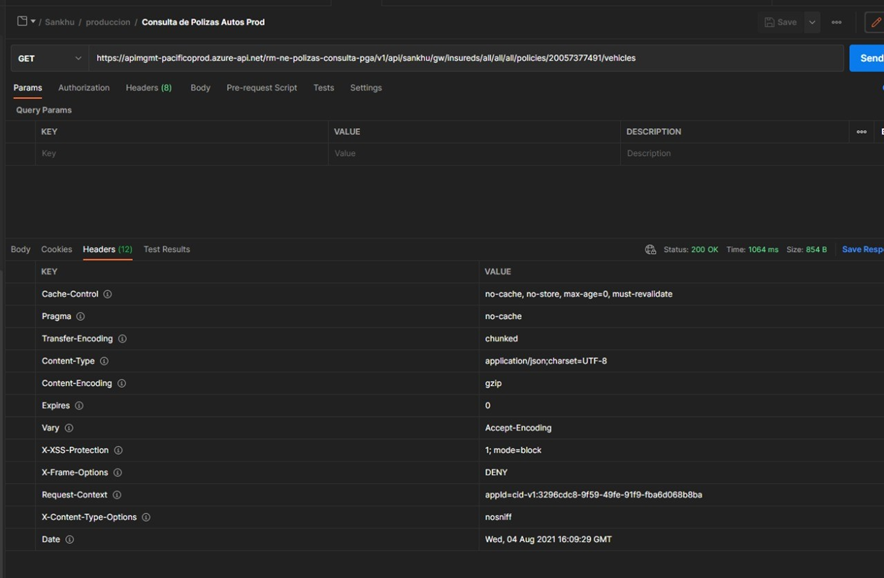 / Sankhu / produccion / Consulta de Polizas Autos Prod
Save
GET https://apimgmt-pacificoprod.azure-api.net/rm-ne-polizas-consulta-pga/v1/api/sankhu/gw/insureds/all/all/all/policies/20057377491/vehicles Send
Params Authorization Headers (8) Body Pre-request Script Tests Settings
Query Params
KEY VALUE DESCRIPTION
Key Value Description
Body Cookies Headers (12) Test Results Status: 200 OK Time: 1064 ms Size: 854 B Save Resp
KEY VALUE
Cache-Control no-cache, no-store, max-age=0, must-revalidate
Pragma no-cache
Transfer-Encoding chunked
Content-Type application/json;charset=UTF-8
Content-Encoding gzip
Expires 0
Vary Accept-Encoding
X-XSS-Protection 1; mode=block
X-Frame-Options DENY
Request-Context appId=cid-v1:3296cdc8-9f59-49fe-91f9-fba6d068b8ba
X-Content-Type-Options nosniff
Date Wed, 04 Aug 2021 16:09:29 GMT